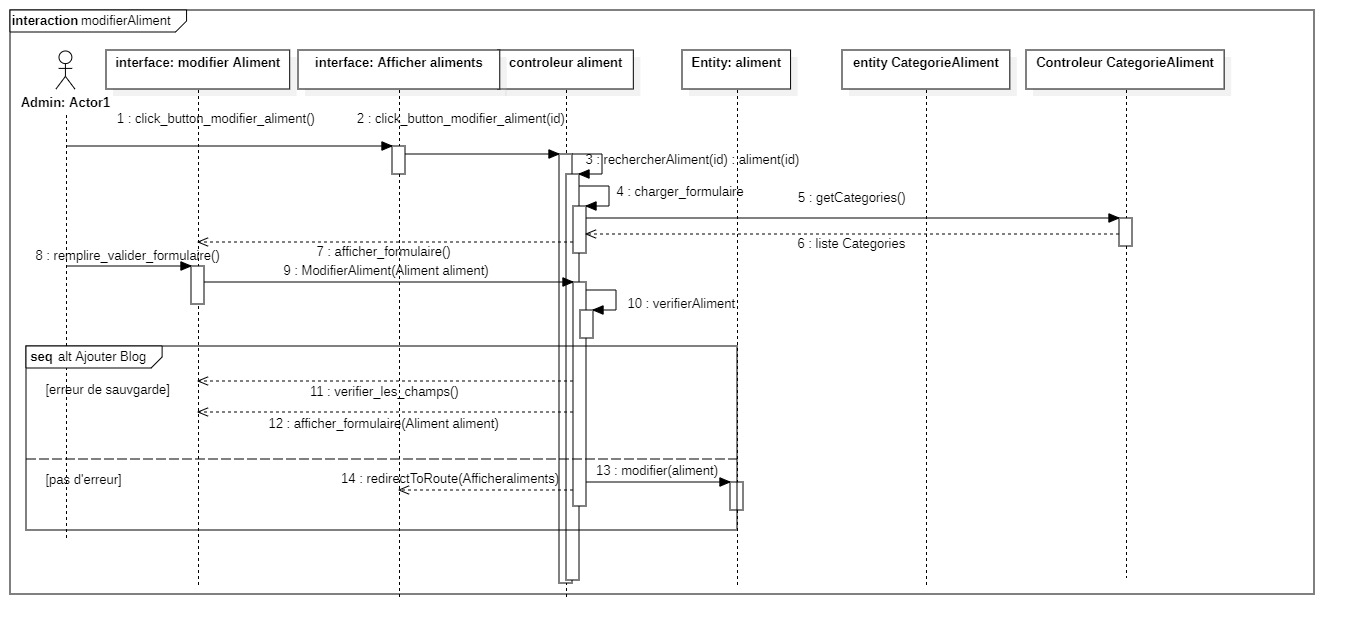 interaction modifierAliment
interface: modifier Aliment
interface: Afficher aliments
controleur aliment
Entity: aliment
entity CategorieAliment
Controleur CategorieAliment
Admin: Actor1
1 : click_button_modifier_aliment()
2 : click_button_modifier_aliment(id)
3 : rechercherAliment(id) : aliment(id)
4 : charger_formulaire
5 : getCategories()
6 : liste Categories
7 : afficher_formulaire()
8 : remplire_valider_formulaire()
9 : ModifierAliment(Aliment aliment)
10 : verifierAliment
seq alt Ajouter Blog
[erreur de sauvgarde]
11 : verifier_les_champs()
12 : afficher_formulaire(Aliment aliment)
13 : modifier(aliment)
[pas d'erreur]
14 : redirectToRoute(Afficheraliments)